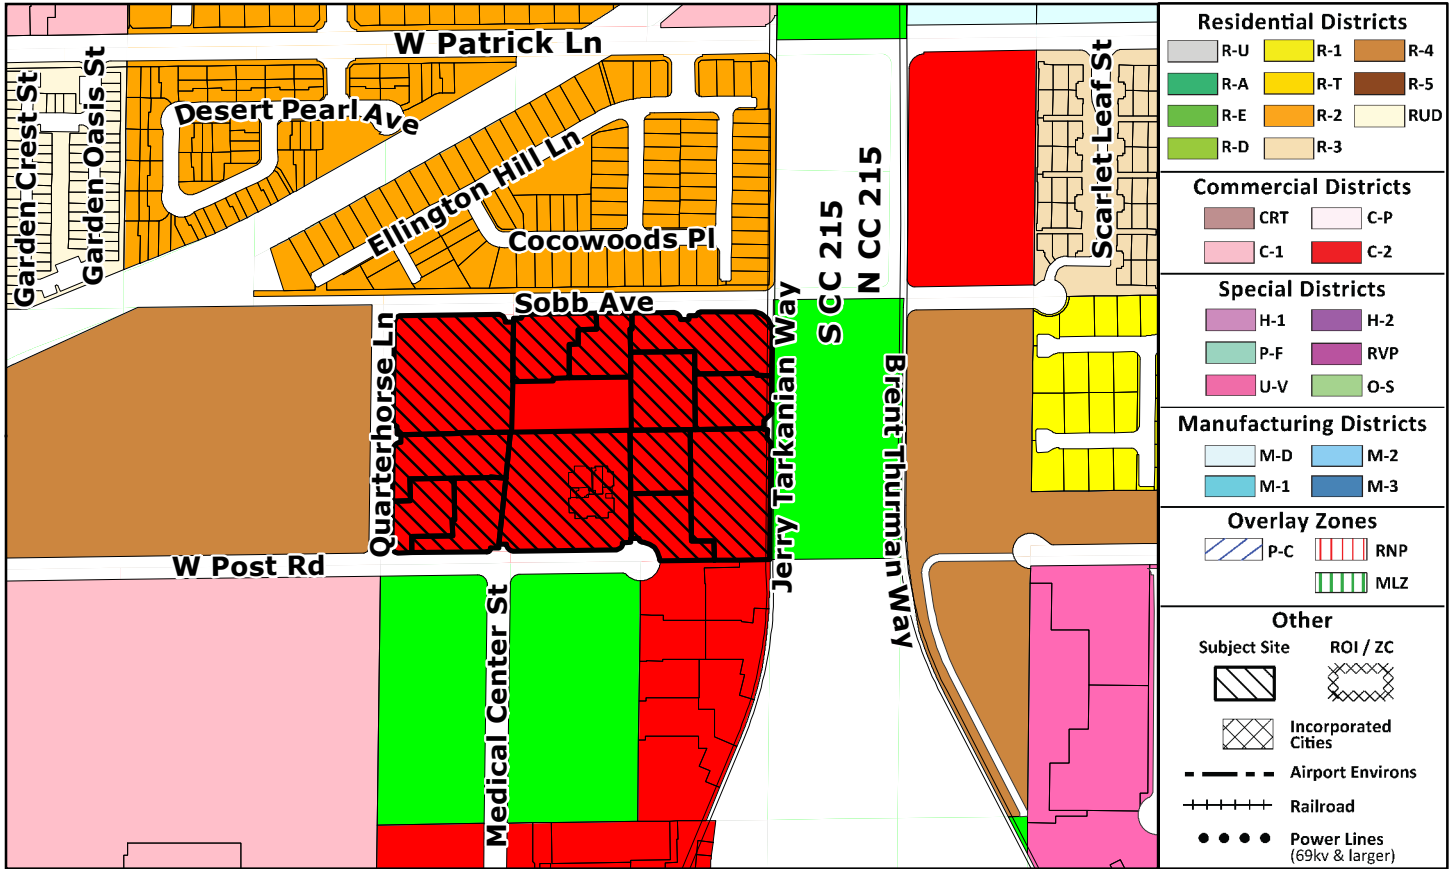 W Patrick Ln
Garden Crest St
Garden Oasis St
Desert Pearl Ave
Ellington Hill Ln
Cocowoods Pl
Scarlet Leaf St
N CC 215
S CC 215
Sobb Ave
Quarterhorse Ln
Jerry Tarkanian Way
Brent Thurman Way
W Post Rd
Medical Center St
Residential Districts
R-U R-1 R-4
R-A R-T R-5
R-E R-2 RUD
R-D R-3
Commercial Districts
CRT C-P
C-1 C-2
Special Districts
H-1 H-2
P-F RVP
U-V O-S
Manufacturing Districts
M-D M-2
M-1 M-3
Overlay Zones
P-C RNP
MLZ
Other
Subject Site ROI / ZC
Incorporated
Cities
Airport Environs
Railroad
Power Lines
(69kv & larger)